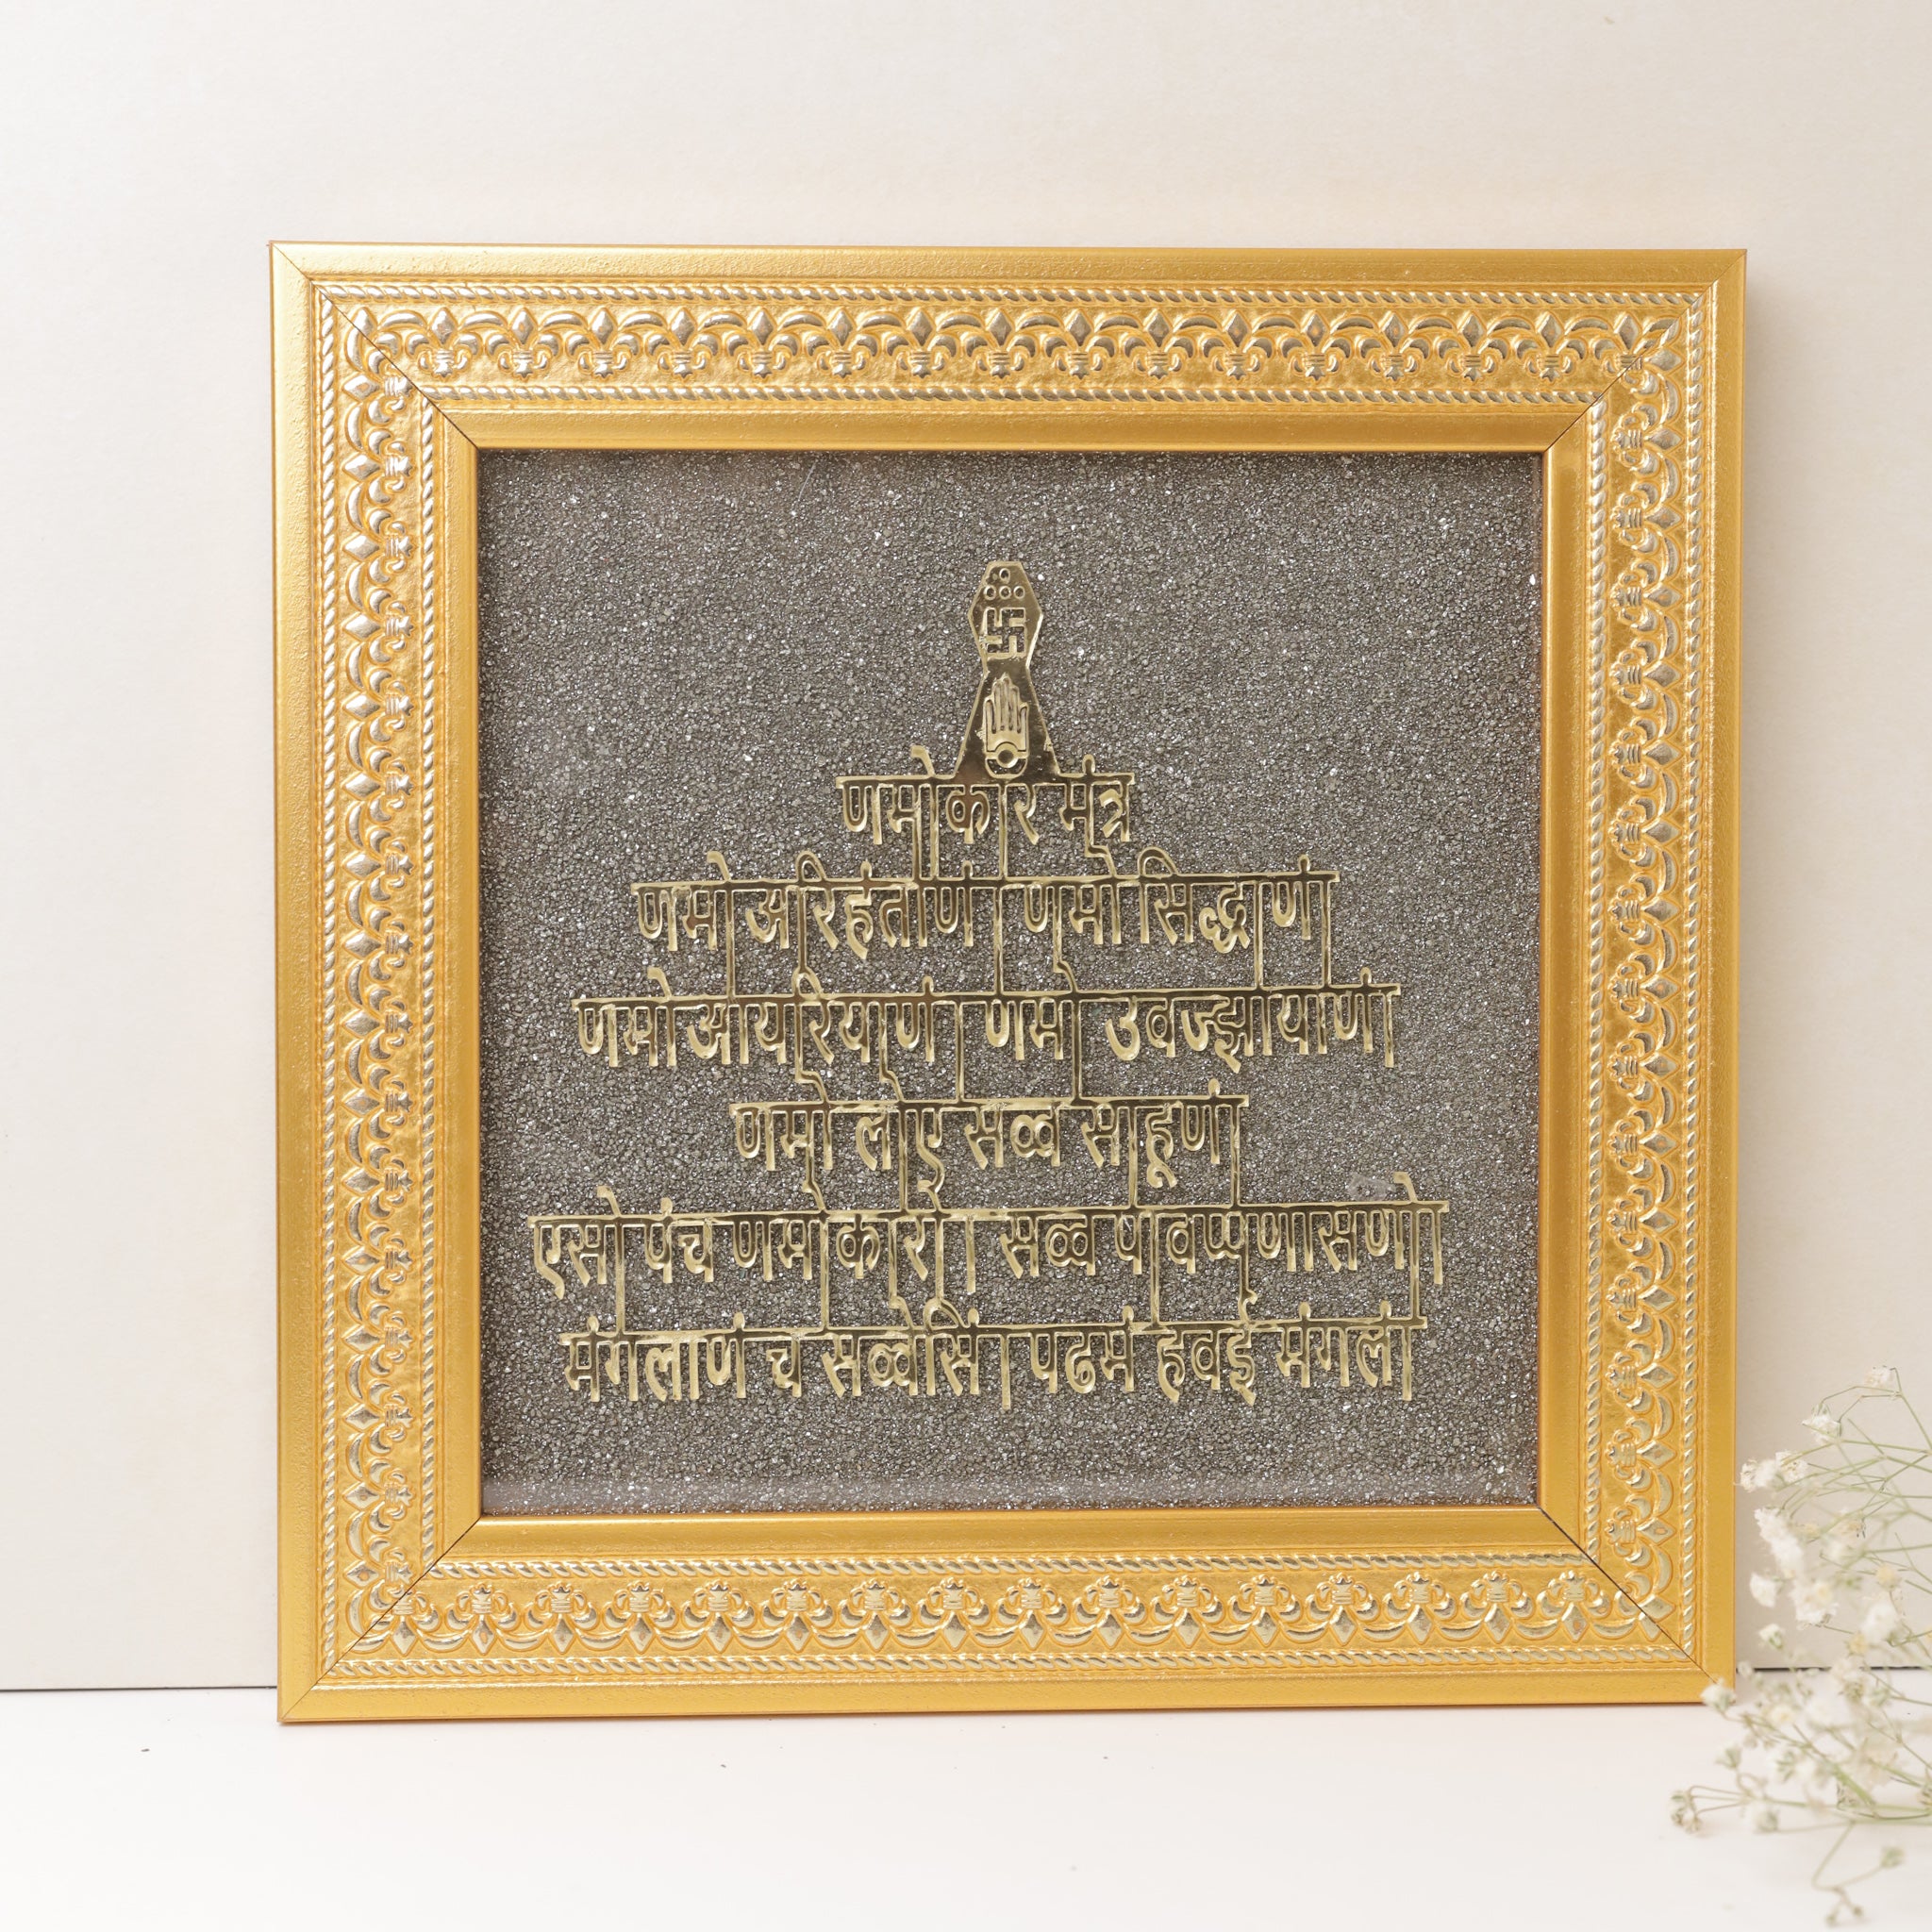 णमोकार मंत्र
णमो अरिहंताणं । णमो सिद्धाणं ।
णमो आयरियाणं । णमो उवज्झायाणं ।
णमो लोए सव्व साहूणं ।
एसो पंच णमोकारो । सव्व पावप्पणासणो ।
मंगलाणं च सव्वेसिं । पढमं हवई मंगलं ।